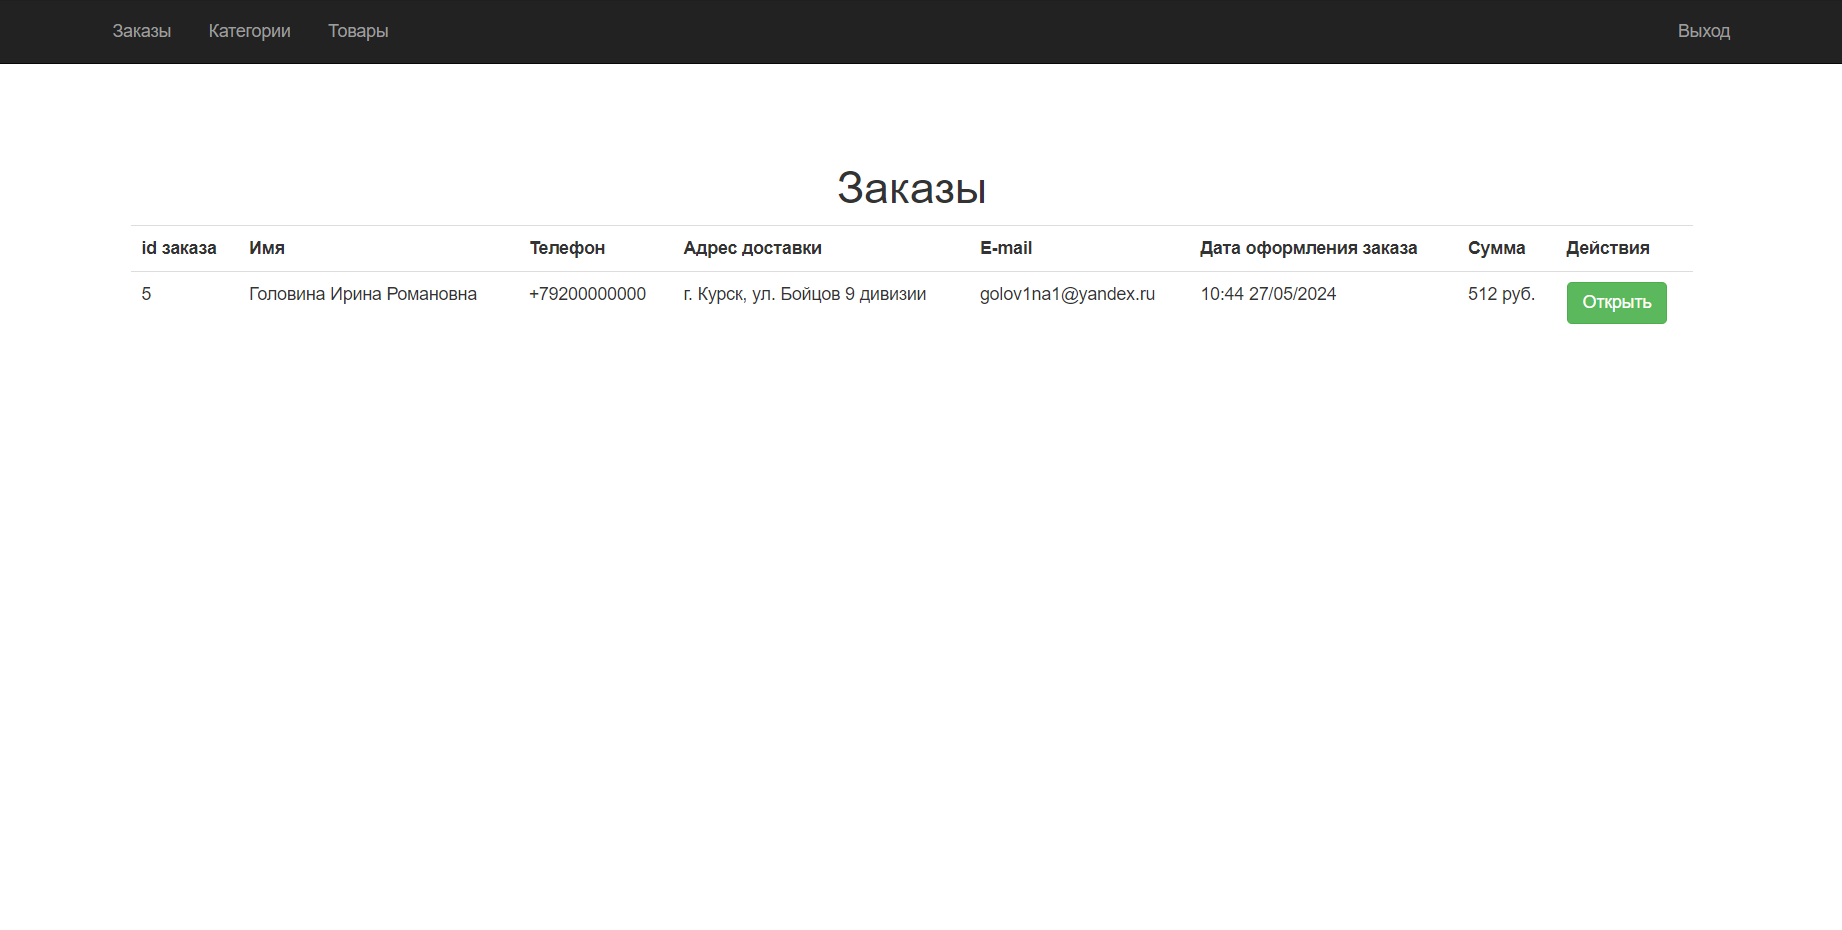 Заказы Категории Товары Выход
Заказы
id заказа Имя Телефон Адрес доставки E-mail Дата оформления заказа Сумма Действия
5 Головина Ирина Романовна +79200000000 г. Курск, ул. Бойцов 9 дивизии golov1na1@yandex.ru 10:44 27/05/2024 512 руб. Открыть